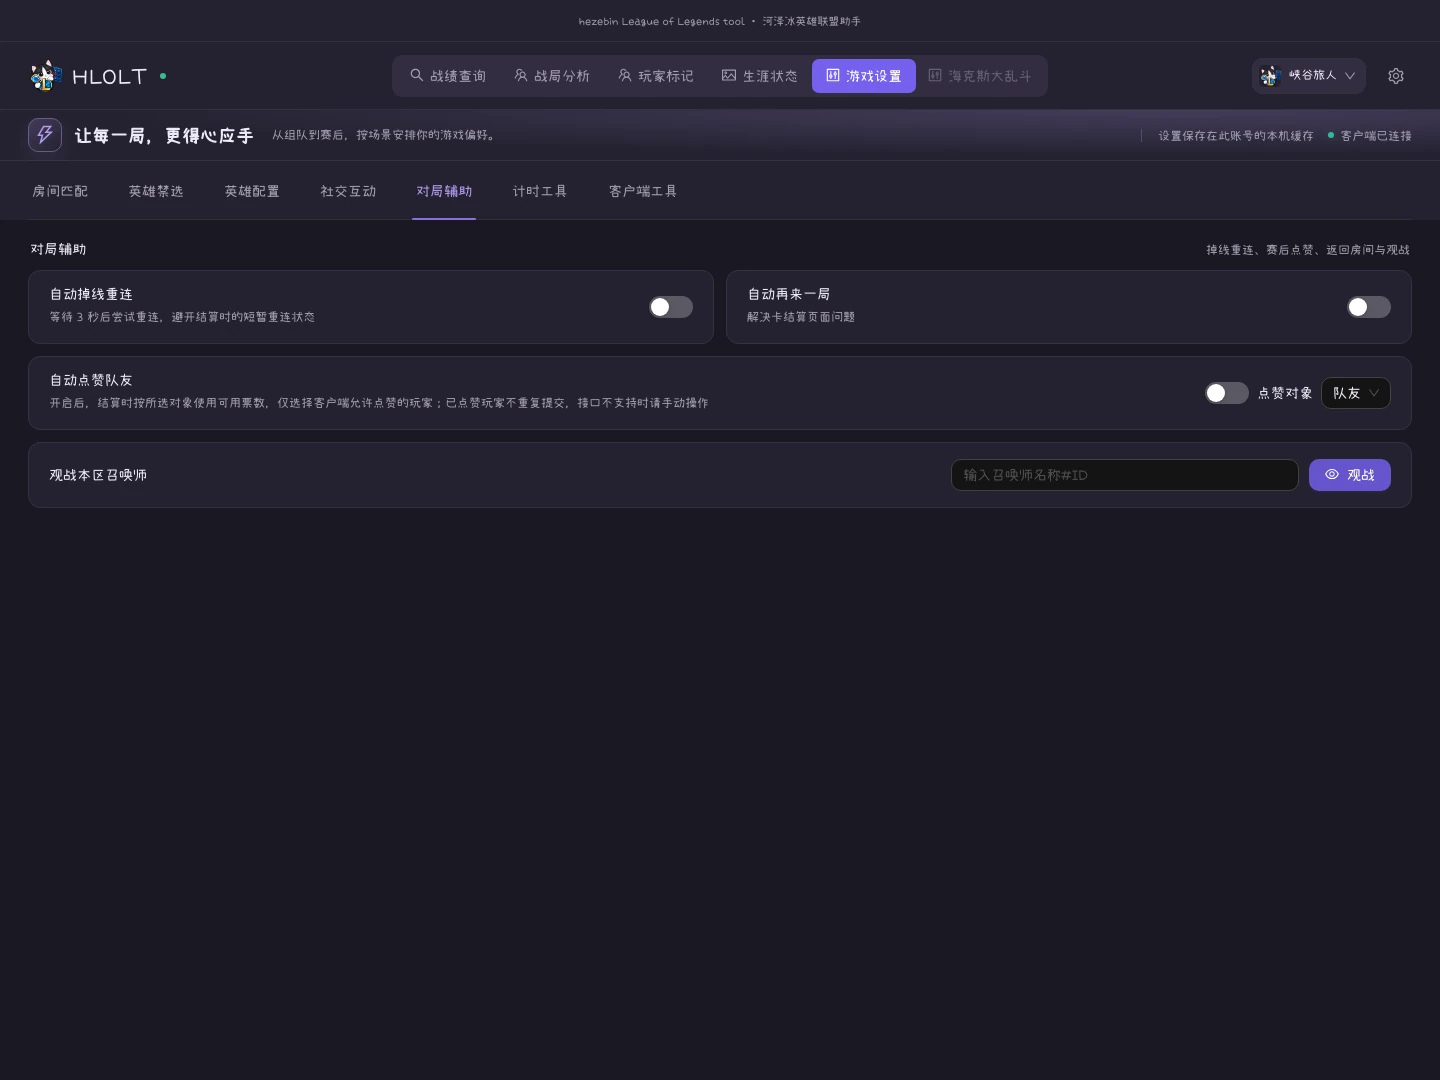 hezebin League of Legends tool • 菏泽冰英雄联盟助手
HLOLT
战绩查询 战局分析 玩家标记 生涯状态 游戏设置 海克斯大乱斗
峡谷旅人
让每一局，更得心应手 从组队到赛后，按场景安排你的游戏偏好。
设置保存在此账号的本机缓存 客户端已连接
房间匹配 英雄禁选 英雄配置 社交互动 对局辅助 计时工具 客户端工具
对局辅助
掉线重连、赛后点赞、返回房间与观战
自动掉线重连
等待 3 秒后尝试重连，避开结算时的短暂重连状态
自动再来一局
解决卡结算页面问题
自动点赞队友
开启后，结算时按所选对象使用可用票数，仅选择客户端允许点赞的玩家；已点赞玩家不重复提交，接口不支持时请手动操作
点赞对象 队友
观战本区召唤师
输入召唤师名称#ID
观战